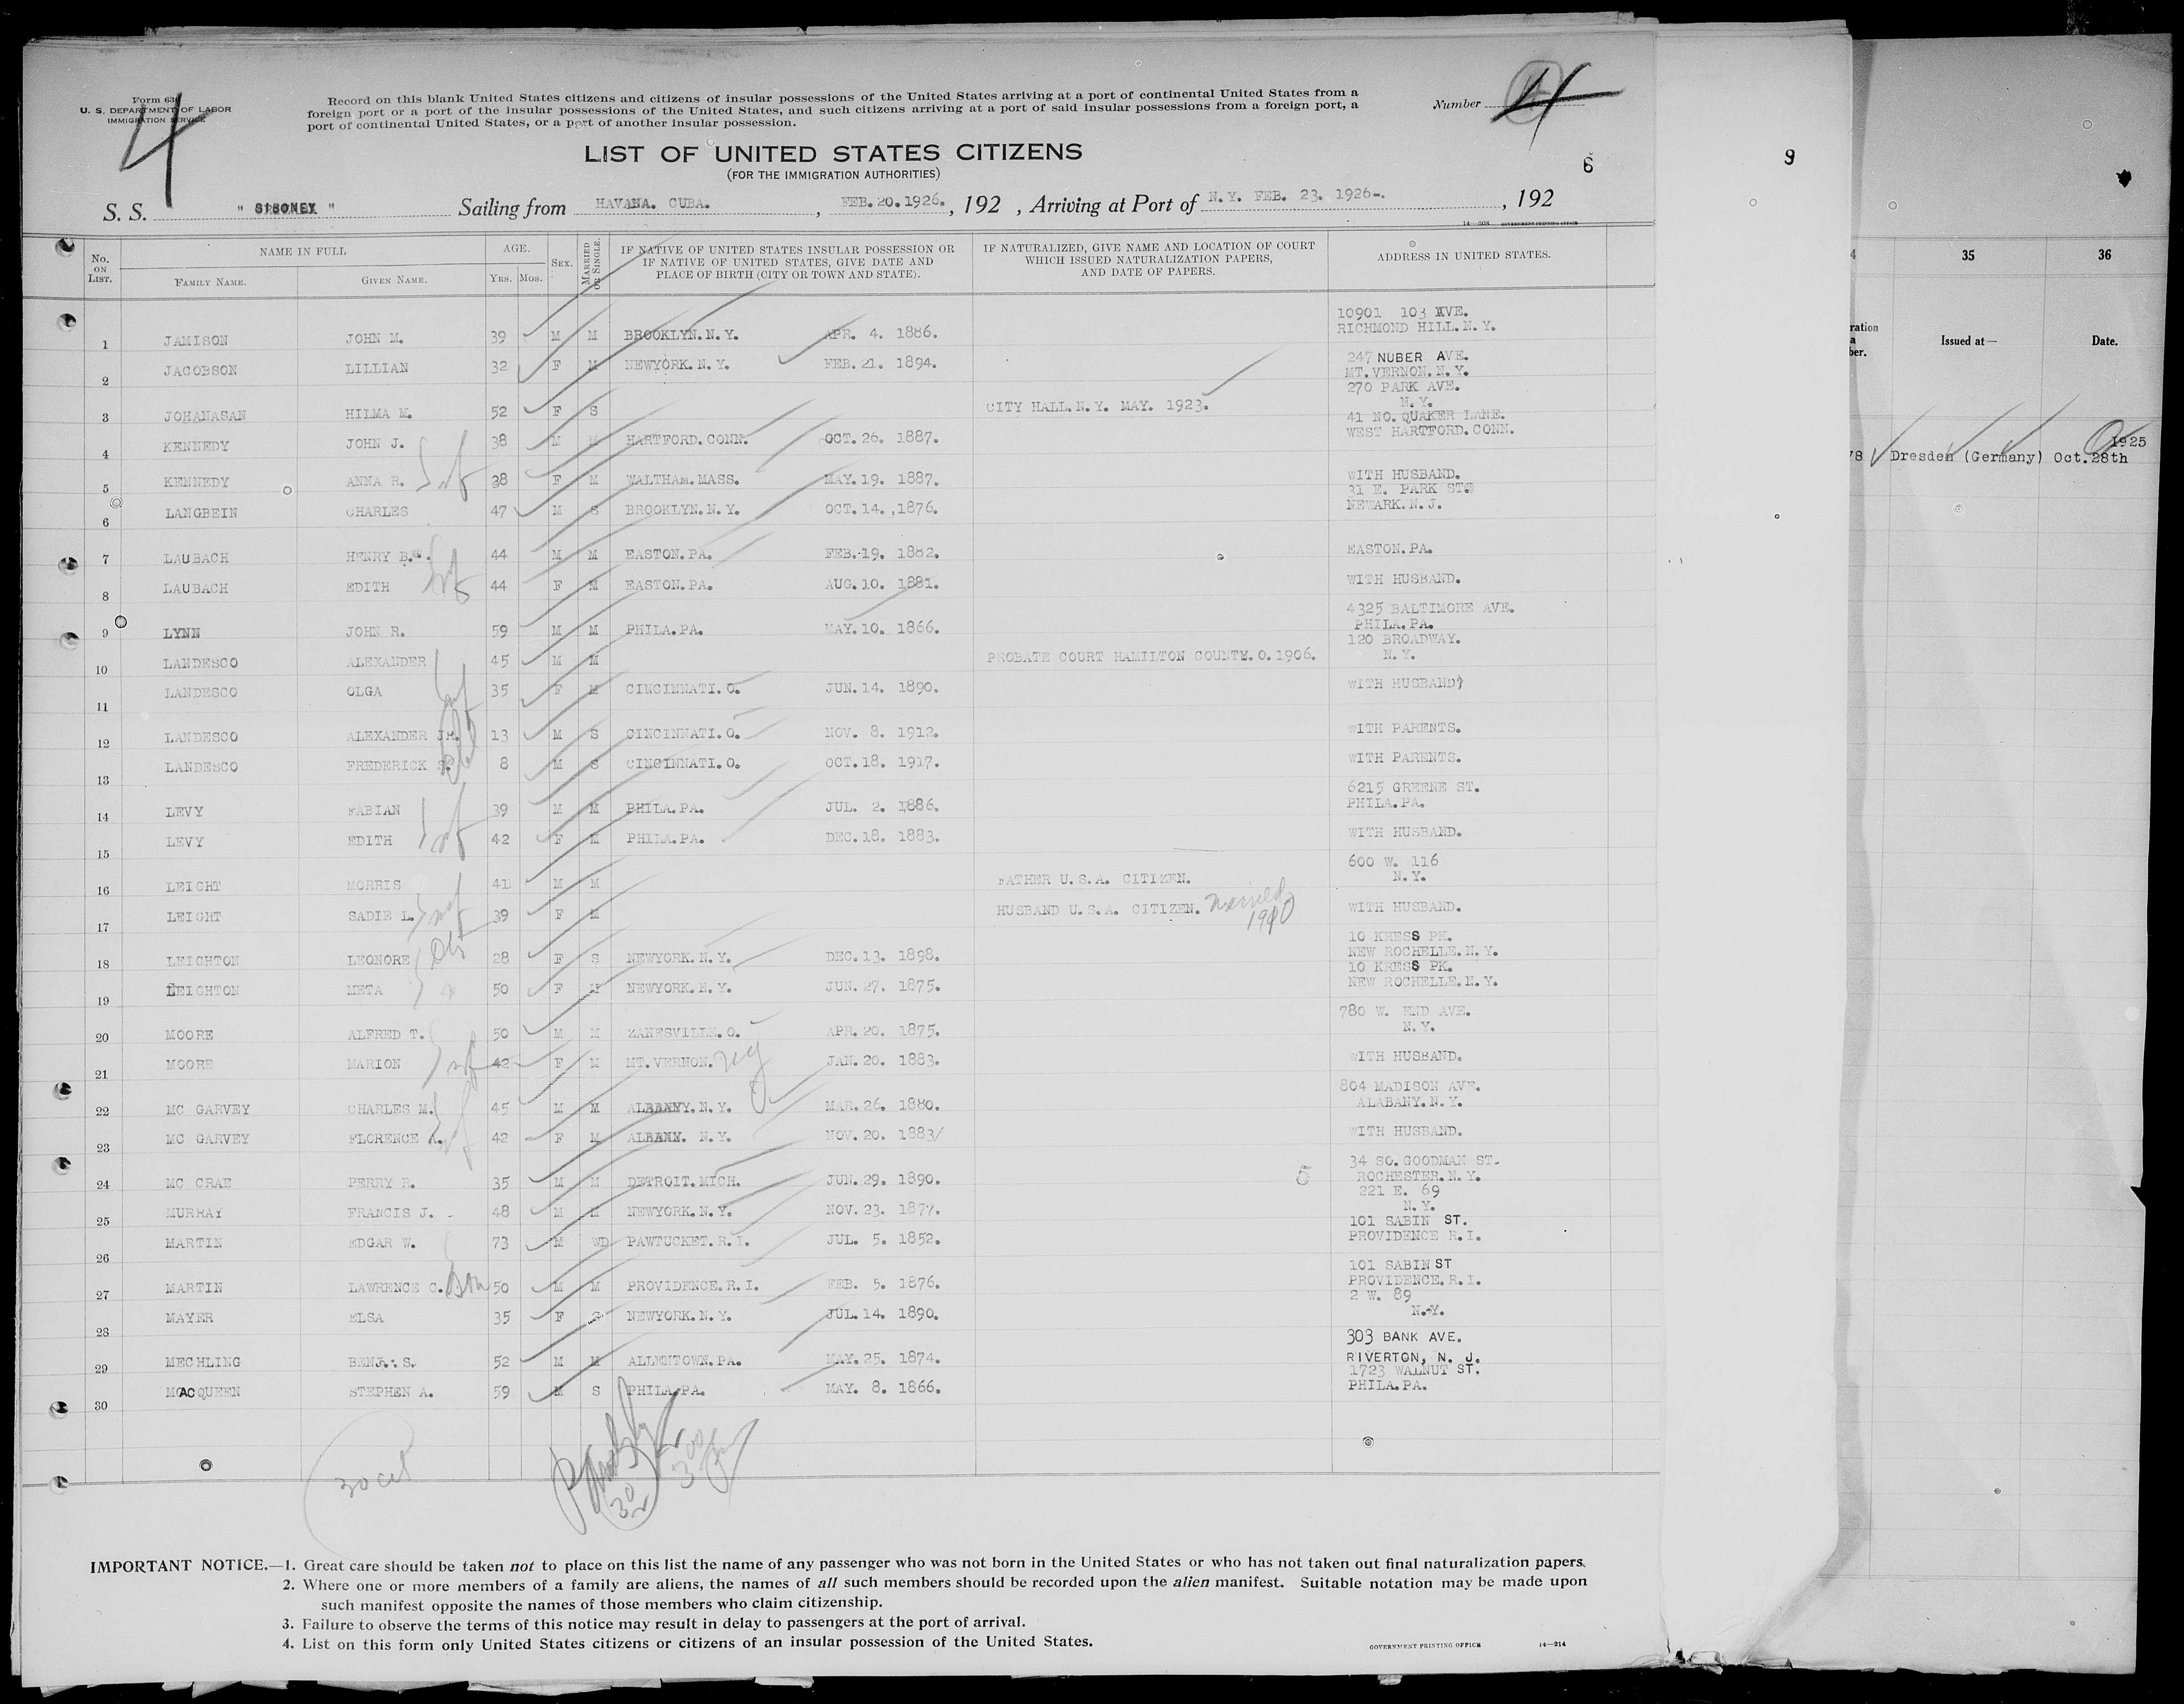 Form 630
U. S. DEPARTMENT OF LABOR
IMMIGRATION SERVICE
4
Record on this blank United States citizens and citizens of insular possessions of the United States arriving at a port of continental United States from a
foreign port or a port of the insular possessions of the United States, and such citizens arriving at a port of said insular possessions from a foreign port, a
port of continental United States, or a port of another insular possession.
Number 4
LIST OF UNITED STATES CITIZENS
(FOR THE IMMIGRATION AUTHORITIES)
6
9
S. S. " SIBONEY " Sailing from HAVANA. CUBA. , FEB. 20. 1926. , 192 , Arriving at Port of N. Y. FEB. 23. 1926-. , 192
No. ON LIST. NAME IN FULL FAMILY NAME. GIVEN NAME. AGE. YRS. MOS. SEX. MARRIED OR SINGLE.
IF NATIVE OF UNITED STATES INSULAR POSSESSION OR
IF NATIVE OF UNITED STATES, GIVE DATE AND
PLACE OF BIRTH (CITY OR TOWN AND STATE).
IF NATURALIZED, GIVE NAME AND LOCATION OF COURT
WHICH ISSUED NATURALIZATION PAPERS,
AND DATE OF PAPERS.
ADDRESS IN UNITED STATES.
35 36
Issued at— Date.
10901 103 AVE.
1 JAMISON JOHN M. 39 M M BROOKLYN. N. Y. APR. 4. 1886. RICHMOND HILL. N. Y.
247 NUBER AVE.
2 JACOBSON LILLIAN 32 F M NEWYORK. N. Y. FEB. 21. 1894. MT. VERNON. N. Y.
270 PARK AVE.
3 JOHANASAN HILMA M. 52 F S CITY HALL. N. Y. MAY. 1923. N. Y.
41 NO. QUAKER LANE.
4 KENNEDY JOHN J. 38 M M HARTFORD. CONN. OCT. 26. 1887. WEST HARTFORD. CONN.
5 KENNEDY ANNA R. 38 F M WALTHAM. MASS. MAY. 19. 1887. WITH HUSBAND.
31 E. PARK ST.
6 LANGBEIN CHARLES 47 M S BROOKLYN. N. Y. OCT. 14. ,1876. NEWARK. N. J.
7 LAUBACH HENRY B. 44 M M EASTON. PA. FEB. 19. 1882. EASTON. PA.
8 LAUBACH EDITH 44 F M EASTON. PA. AUG. 10. 1881. WITH HUSBAND.
4325 BALTIMORE AVE.
9 LYNN JOHN R. 59 M M PHILA. PA. MAY. 10. 1866. PHILA. PA.
120 BROADWAY.
10 LANDESCO ALEXANDER 45 M M PROBATE COURT HAMILTON COUNTY. O. 1906. N. Y.
11 LANDESCO OLGA 35 F M CINCINNATI. O. JUN. 14. 1890. WITH HUSBAND)
12 LANDESCO ALEXANDER JR. 13 M S CINCINNATI. O. NOV. 8. 1912. WITH PARENTS.
13 LANDESCO FREDERICK S. 8 M S CINCINNATI. O. OCT. 18. 1917. WITH PARENTS.
6215 GREENE ST.
14 LEVY FABIAN 39 M M PHILA. PA. JUL. 2. 1886. PHILA. PA.
15 LEVY EDITH 42 F M PHILA. PA. DEC. 18. 1883. WITH HUSBAND.
600 W. 116
16 LEIGHT MORRIS 41 M M FATHER U. S. A. CITIZEN. N. Y.
17 LEIGHT SADIE L. 39 F M HUSBAND U. S. A. CITIZEN. WITH HUSBAND.
10 KRESS PK.
18 LEIGHTON LEONORE 28 F S NEWYORK. N. Y. DEC. 13. 1898. NEW ROCHELLE. N. Y.
10 KRESS PK.
19 LEIGHTON META 50 F M NEWYORK. N. Y. JUN. 27. 1875. NEW ROCHELLE. N. Y.
780 W. END AVE.
20 MOORE ALFRED T. 50 M M ZANESVILLE. O. APR. 20. 1875. N. Y.
21 MOORE MARION 42 F M MT. VERNON. NY JAN. 20. 1883. WITH HUSBAND.
804 MADISON AVE.
22 MC GARVEY CHARLES M. 45 M M ALBANY. N. Y. MAR. 26. 1880. ALABANY. N. Y.
23 MC GARVEY FLORENCE A. 42 F M ALBANY. N. Y. NOV. 20. 1883/ WITH HUSBAND.
5 34 SO. GOODMAN ST.
24 MC CRAE PERRY B. 35 M M DETROIT. MICH. JUN. 29. 1890. ROCHESTER. N. Y.
221 E. 69
25 MURRAY FRANCIS J. 48 M M NEWYORK. N. Y. NOV. 23. 1877. N. Y.
101 SABIN ST.
26 MARTIN EDGAR W. 73 M WD PAWTUCKET. R. I. JUL. 5. 1852. PROVIDENCE R. I.
101 SABIN ST
27 MARTIN LAWRENCE C. 50 M M PROVIDENCE. R. I. FEB. 5. 1876. PROVIDENCE. R. I.
2 W. 89
28 MAYER ELSA 35 F S NEWYORK. N. Y. JUL. 14. 1890. N. Y.
303 BANK AVE.
29 MECHLING BENJ. S. 52 M M ALLENTOWN. PA. MAY. 25. 1874. RIVERTON, N. J.
1723 WALNUT ST.
30 MACQUEEN STEPHEN A. 59 M S PHILA. PA. MAY. 8. 1866. PHILA. PA.
1925
78 Dresden (Germany) Oct. 28th
IMPORTANT NOTICE.—1. Great care should be taken not to place on this list the name of any passenger who was not born in the United States or who has not taken out final naturalization papers.
2. Where one or more members of a family are aliens, the names of all such members should be recorded upon the alien manifest. Suitable notation may be made upon
such manifest opposite the names of those members who claim citizenship.
3. Failure to observe the terms of this notice may result in delay to passengers at the port of arrival.
4. List on this form only United States citizens or citizens of an insular possession of the United States.
GOVERNMENT PRINTING OFFICE 14—214